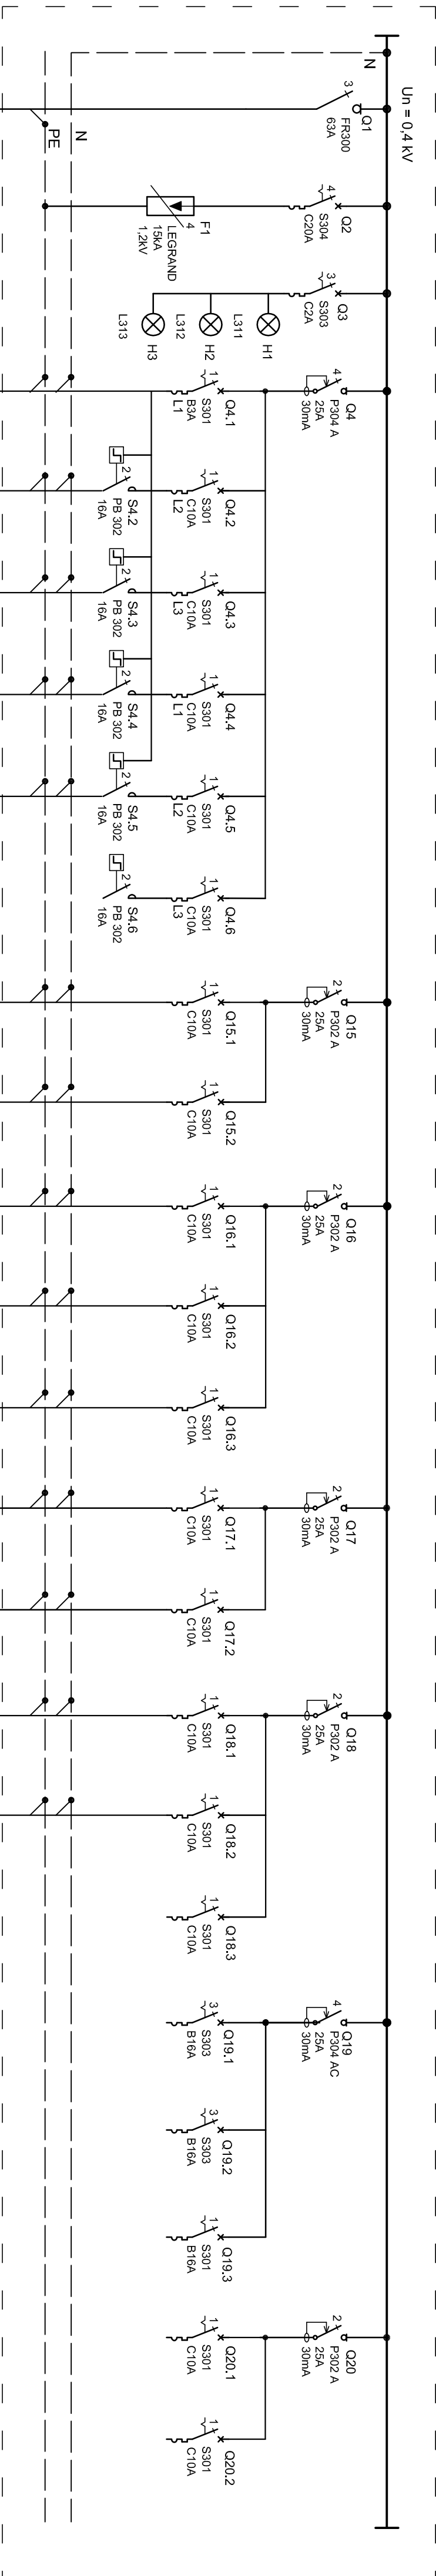 Un = 0,4 kV
N
Q1
FR300
63A
3
N
PE
Q2
S304
C20A
4
F1
4
LEGRAND
15kA
1,2kV
Q3
S303
C2A
3
H1
L311
H2
L312
H3
L313
Q4
P304 A
25A
30mA
4
Q4.1
S301
B3A
L1
1
Q4.2
S301
C10A
L2
1
S4.2
PB 302
16A
2
Q4.3
S301
C10A
L3
1
S4.3
PB 302
16A
2
Q4.4
S301
C10A
L1
1
S4.4
PB 302
16A
2
Q4.5
S301
C10A
L2
1
S4.5
PB 302
16A
2
Q4.6
S301
C10A
L3
1
S4.6
PB 302
16A
2
Q15
P302 A
25A
30mA
2
Q15.1
S301
C10A
1
Q15.2
S301
C10A
1
Q16
P302 A
25A
30mA
2
Q16.1
S301
C10A
1
Q16.2
S301
C10A
1
Q16.3
S301
C10A
1
Q17
P302 A
25A
30mA
2
Q17.1
S301
C10A
1
Q17.2
S301
C10A
1
Q18
P302 A
25A
30mA
2
Q18.1
S301
C10A
1
Q18.2
S301
C10A
1
Q18.3
S301
C10A
1
Q19
P304 AC
25A
30mA
4
Q19.1
S303
B16A
3
Q19.2
S303
B16A
3
Q19.3
S301
B16A
1
Q20
P302 A
25A
30mA
2
Q20.1
S301
C10A
1
Q20.2
S301
C10A
1